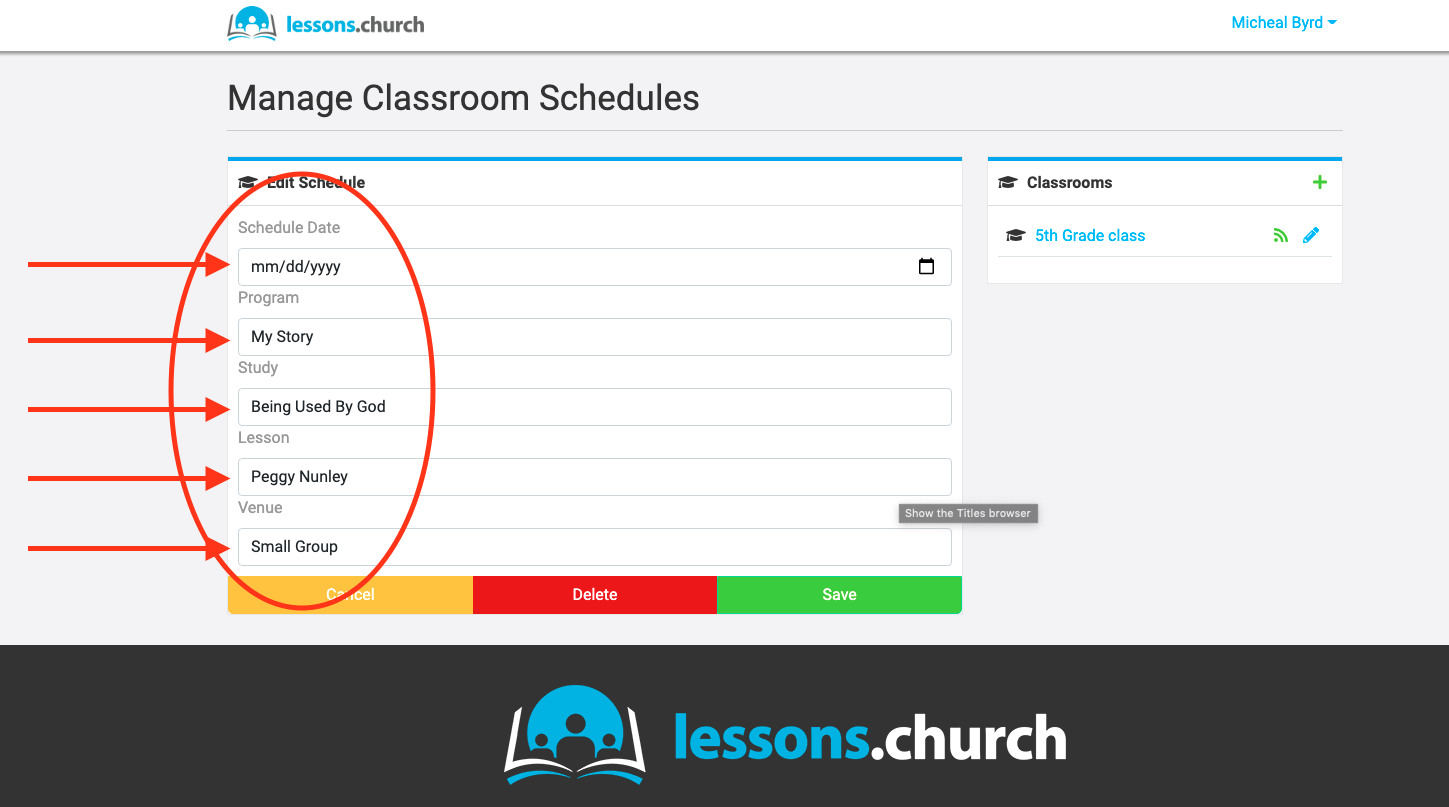 lessons.church
Micheal Byrd
Manage Classroom Schedules
Edit Schedule
Schedule Date
mm/dd/yyyy
Program
My Story
Study
Being Used By God
Lesson
Peggy Nunley
Venue
Show the Titles browser
Small Group
Cancel Delete Save
Classrooms
5th Grade class
lessons.church